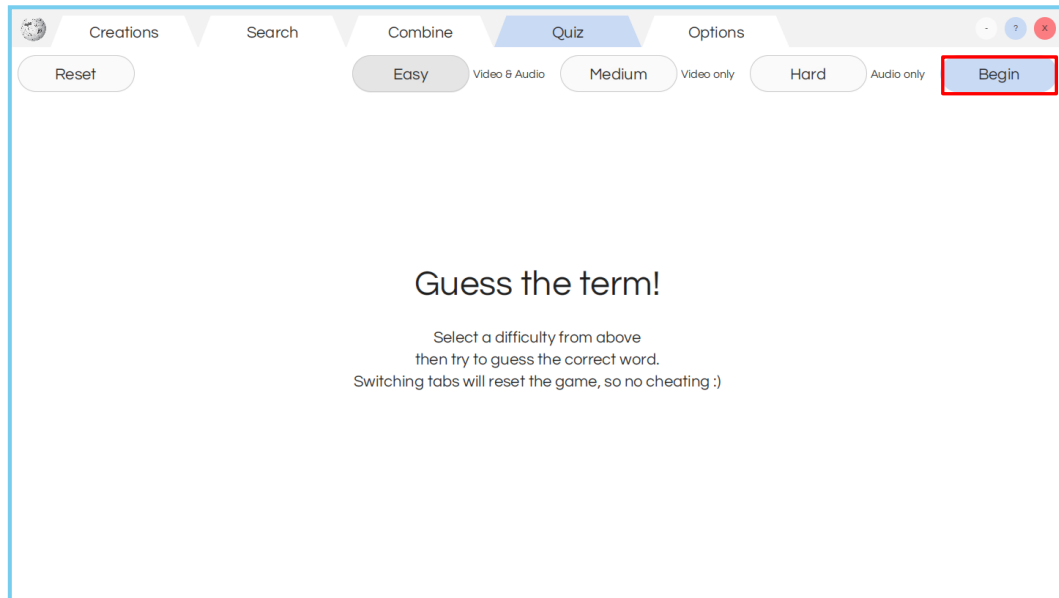 Creations Search Combine Quiz Options - ? X
Reset Easy Video & Audio Medium Video only Hard Audio only Begin
Guess the term!
Select a difficulty from above
then try to guess the correct word.
Switching tabs will reset the game, so no cheating :)